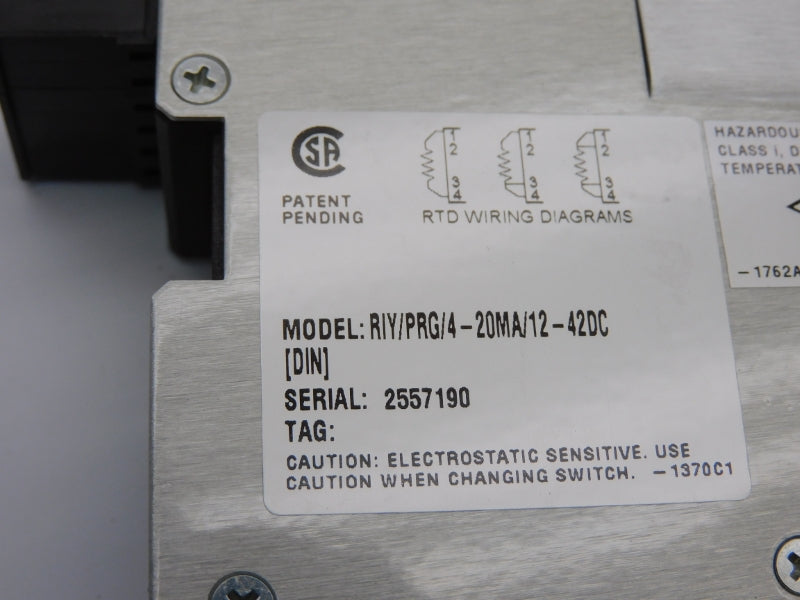 CSA
PATENT
PENDING
1 2 3 4
1 2 3 4
1 2 3 4
RTD WIRING DIAGRAMS
MODEL: RIY/PRG/4-20MA/12-42DC
[DIN]
SERIAL: 2557190
TAG:
CAUTION: ELECTROSTATIC SENSITIVE. USE
CAUTION WHEN CHANGING SWITCH. -1370C1
HAZARDOU
CLASS I, D
TEMPERAT
-1762A